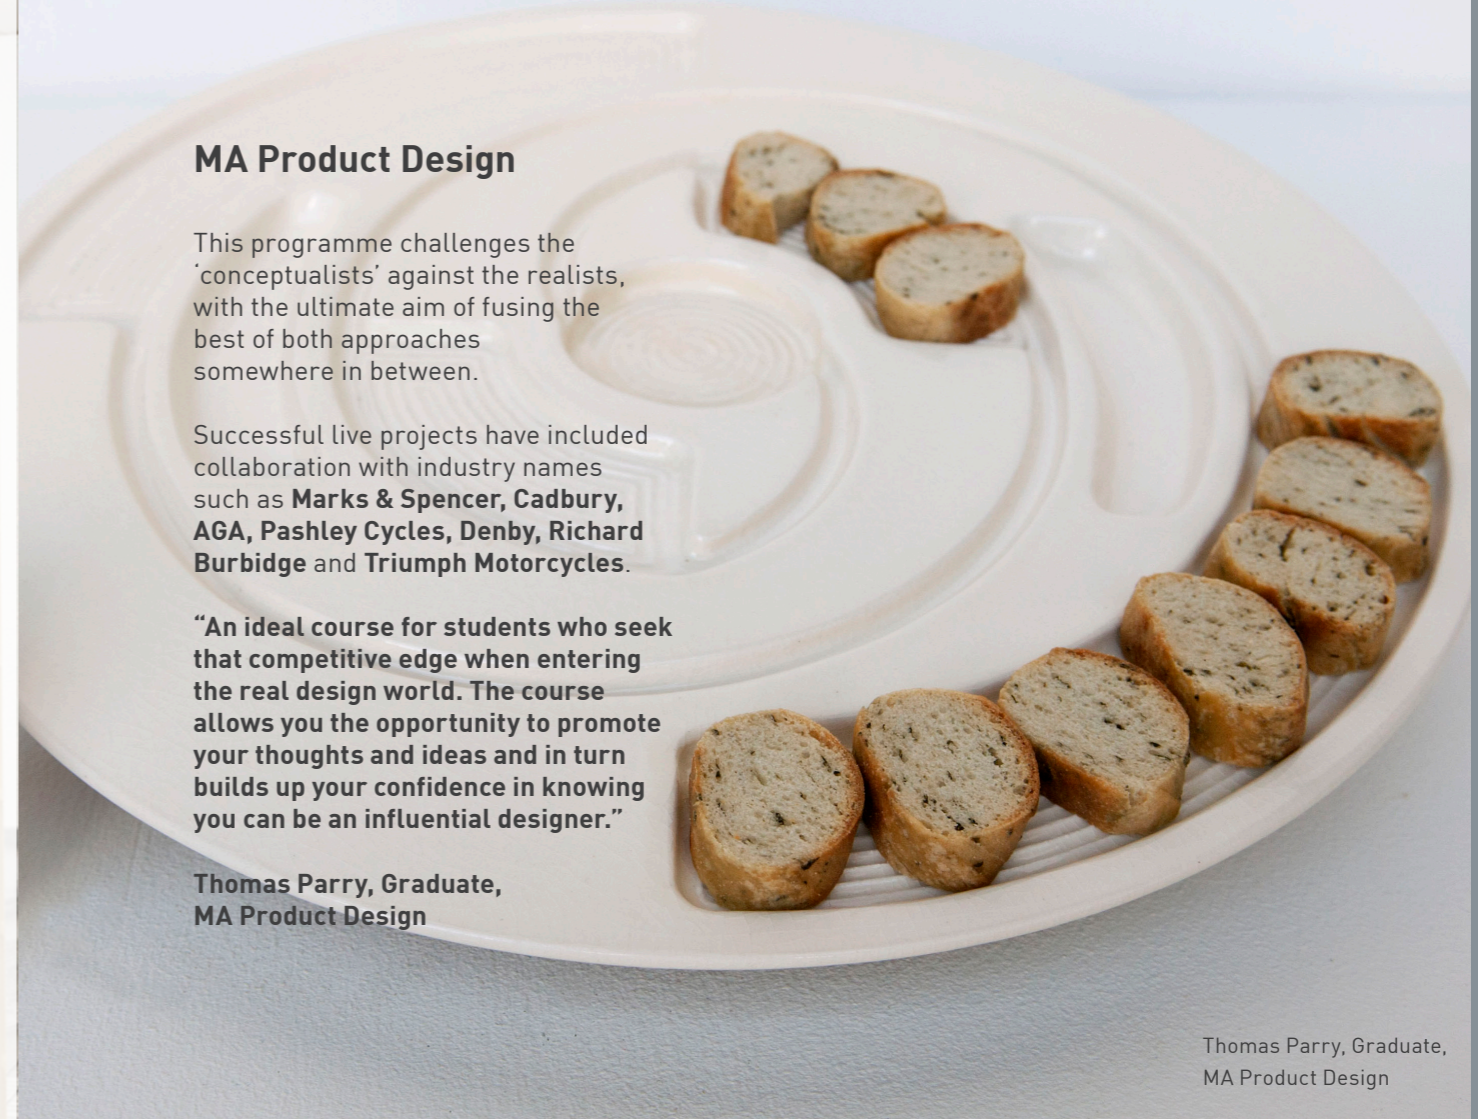 MA Product Design
This programme challenges the
‘conceptualists’ against the realists,
with the ultimate aim of fusing the
best of both approaches
somewhere in between.
Successful live projects have included
collaboration with industry names
such as Marks & Spencer, Cadbury,
AGA, Pashley Cycles, Denby, Richard
Burbidge and Triumph Motorcycles.
“An ideal course for students who seek
that competitive edge when entering
the real design world. The course
allows you the opportunity to promote
your thoughts and ideas and in turn
builds up your confidence in knowing
you can be an influential designer.”
Thomas Parry, Graduate,
MA Product Design
Thomas Parry, Graduate,
MA Product Design